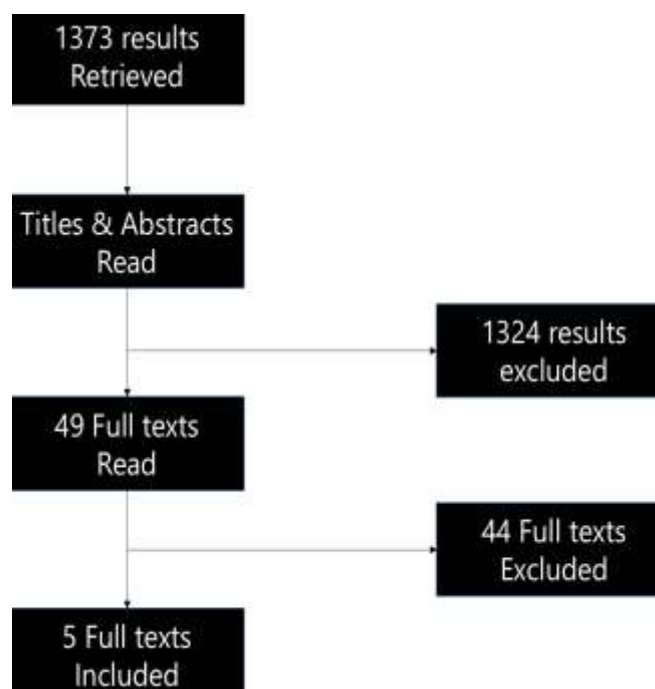 1373 results
Retrieved
Titles & Abstracts
Read
1324 results
excluded
49 Full texts
Read
44 Full texts
Excluded
5 Full texts
Included